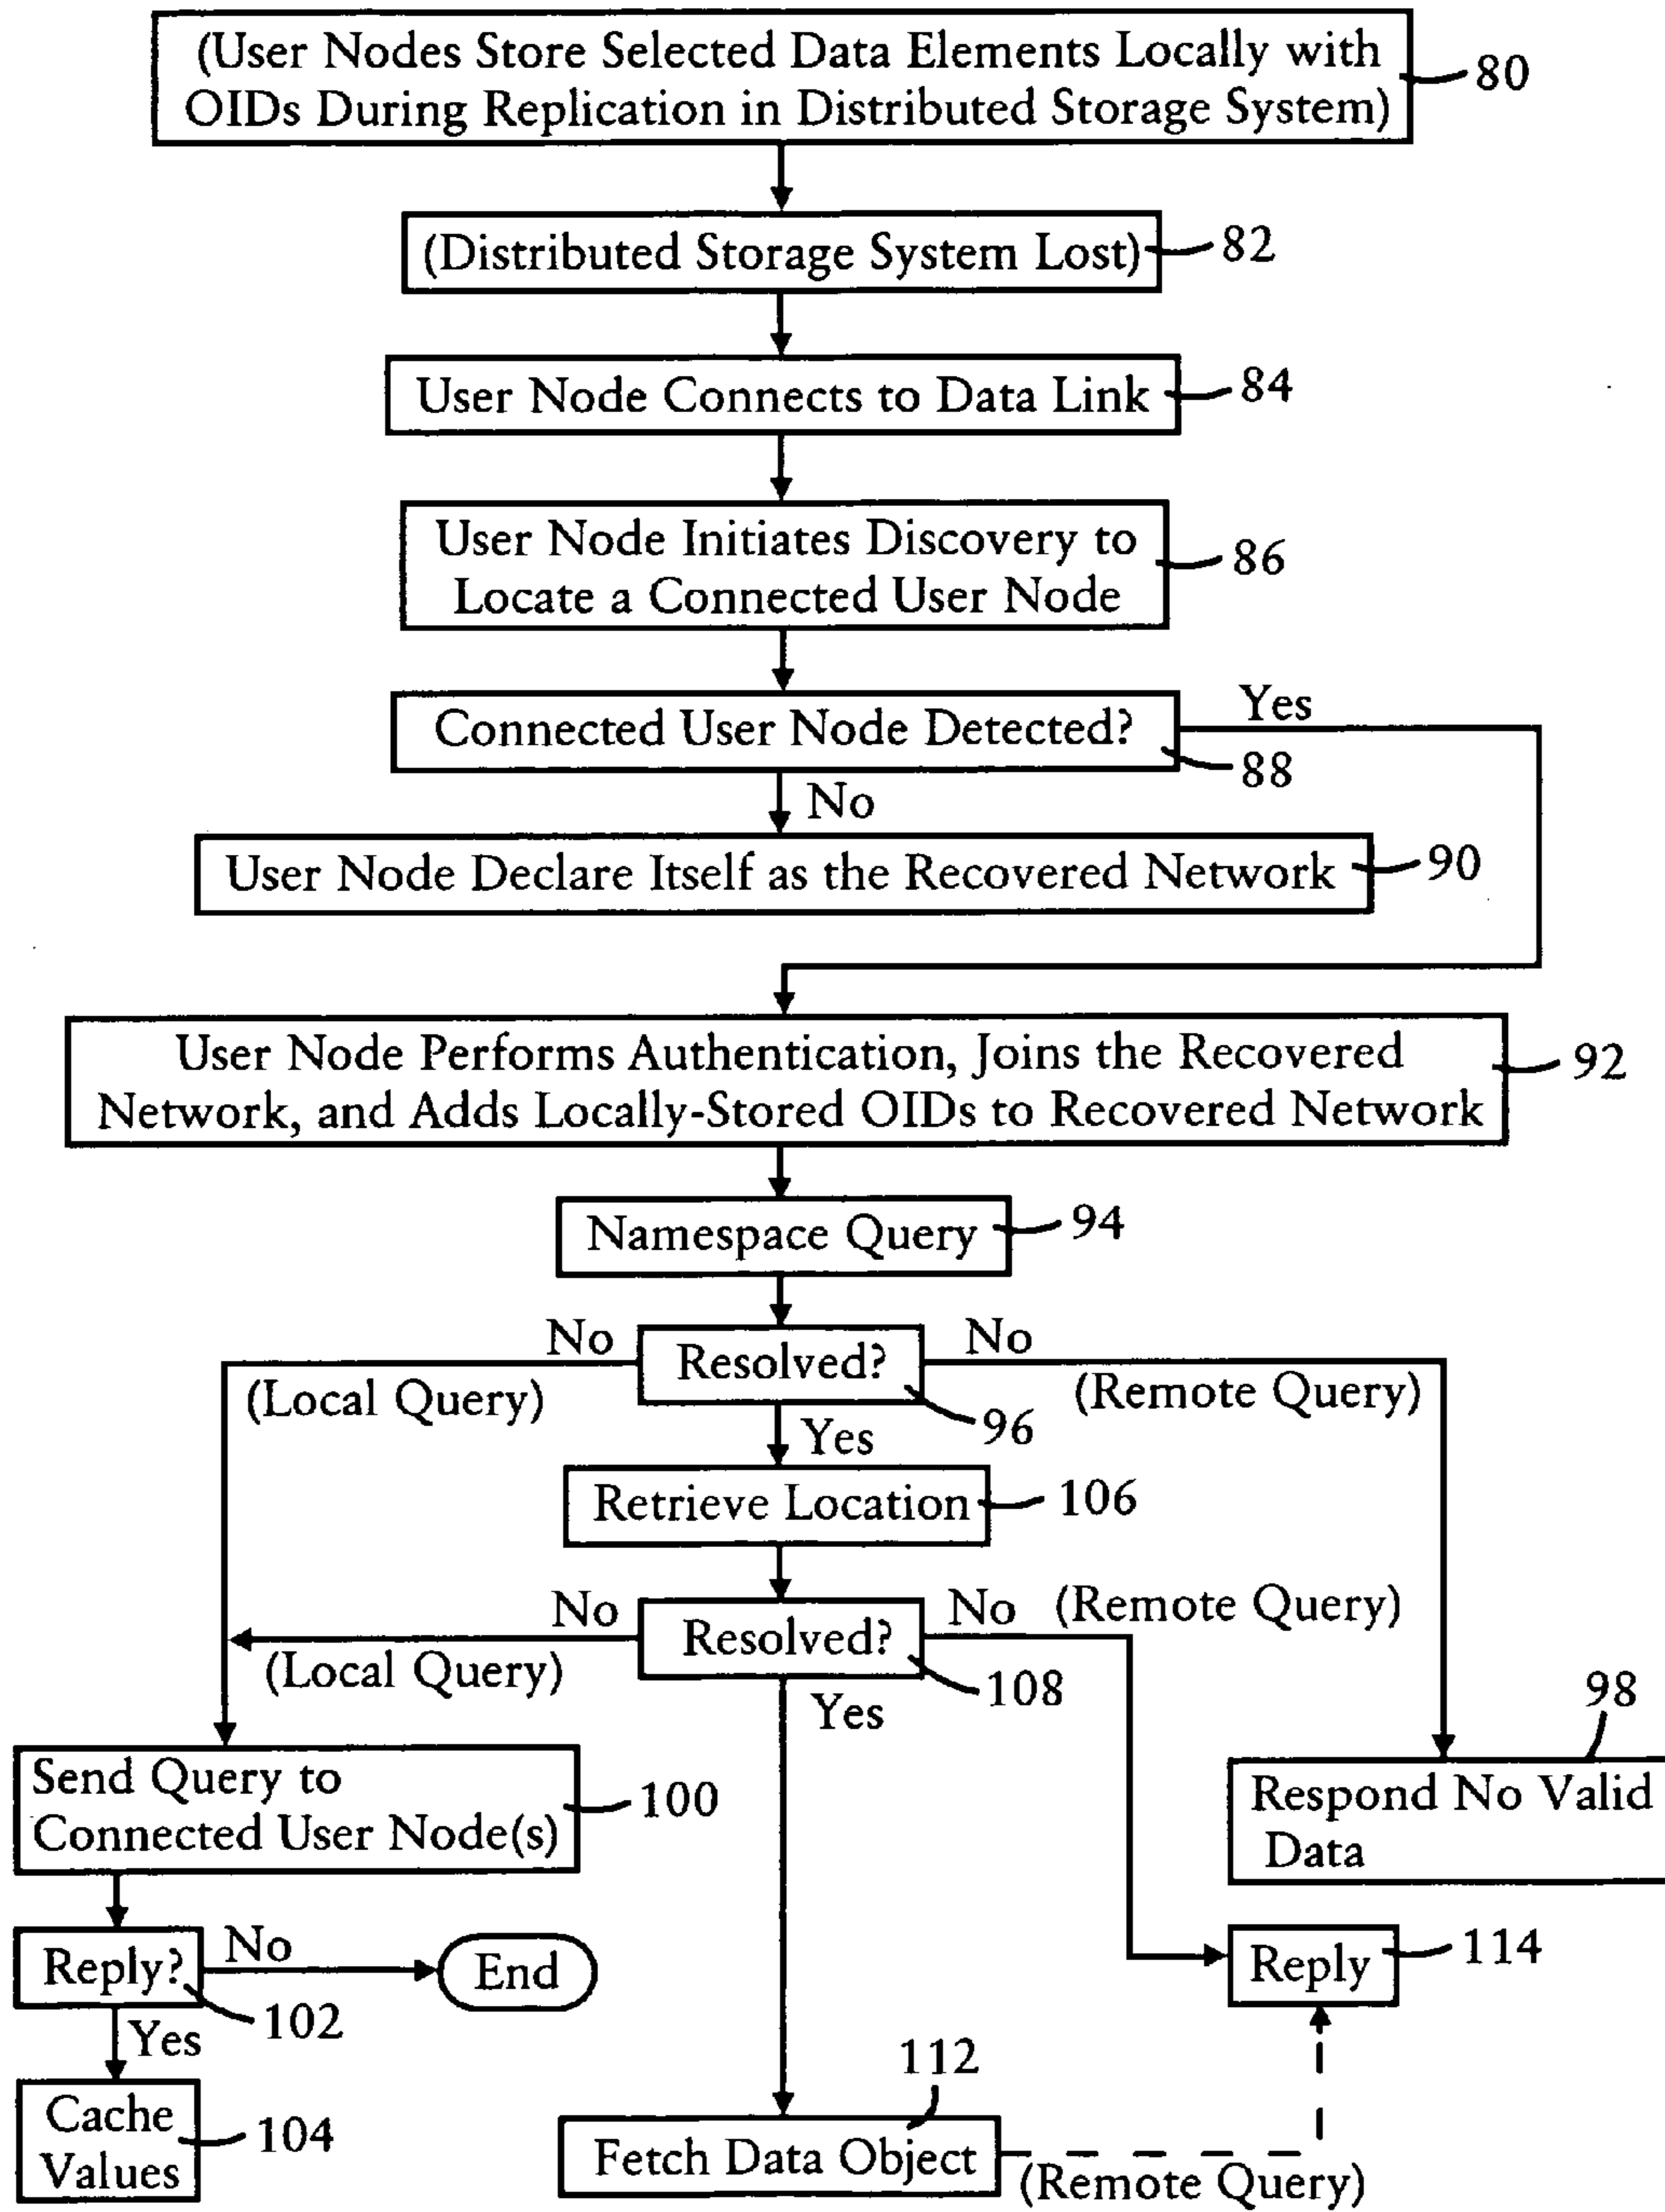 (User Nodes Store Selected Data Elements Locally with
OIDs During Replication in Distributed Storage System)
80
(Distributed Storage System Lost)
82
User Node Connects to Data Link
84
User Node Initiates Discovery to
Locate a Connected User Node
86
Connected User Node Detected?
Yes
88
No
User Node Declare Itself as the Recovered Network
90
User Node Performs Authentication, Joins the Recovered
Network, and Adds Locally-Stored OIDs to Recovered Network
92
Namespace Query
94
No
Resolved?
No
(Local Query)
(Remote Query)
96
Yes
Retrieve Location
106
No
Resolved?
No (Remote Query)
(Local Query)
108
Yes
98
Send Query to
Connected User Node(s)
100
Respond No Valid
Data
Reply?
No
End
102
Yes
Reply
114
Cache
Values
104
112
Fetch Data Object
(Remote Query)